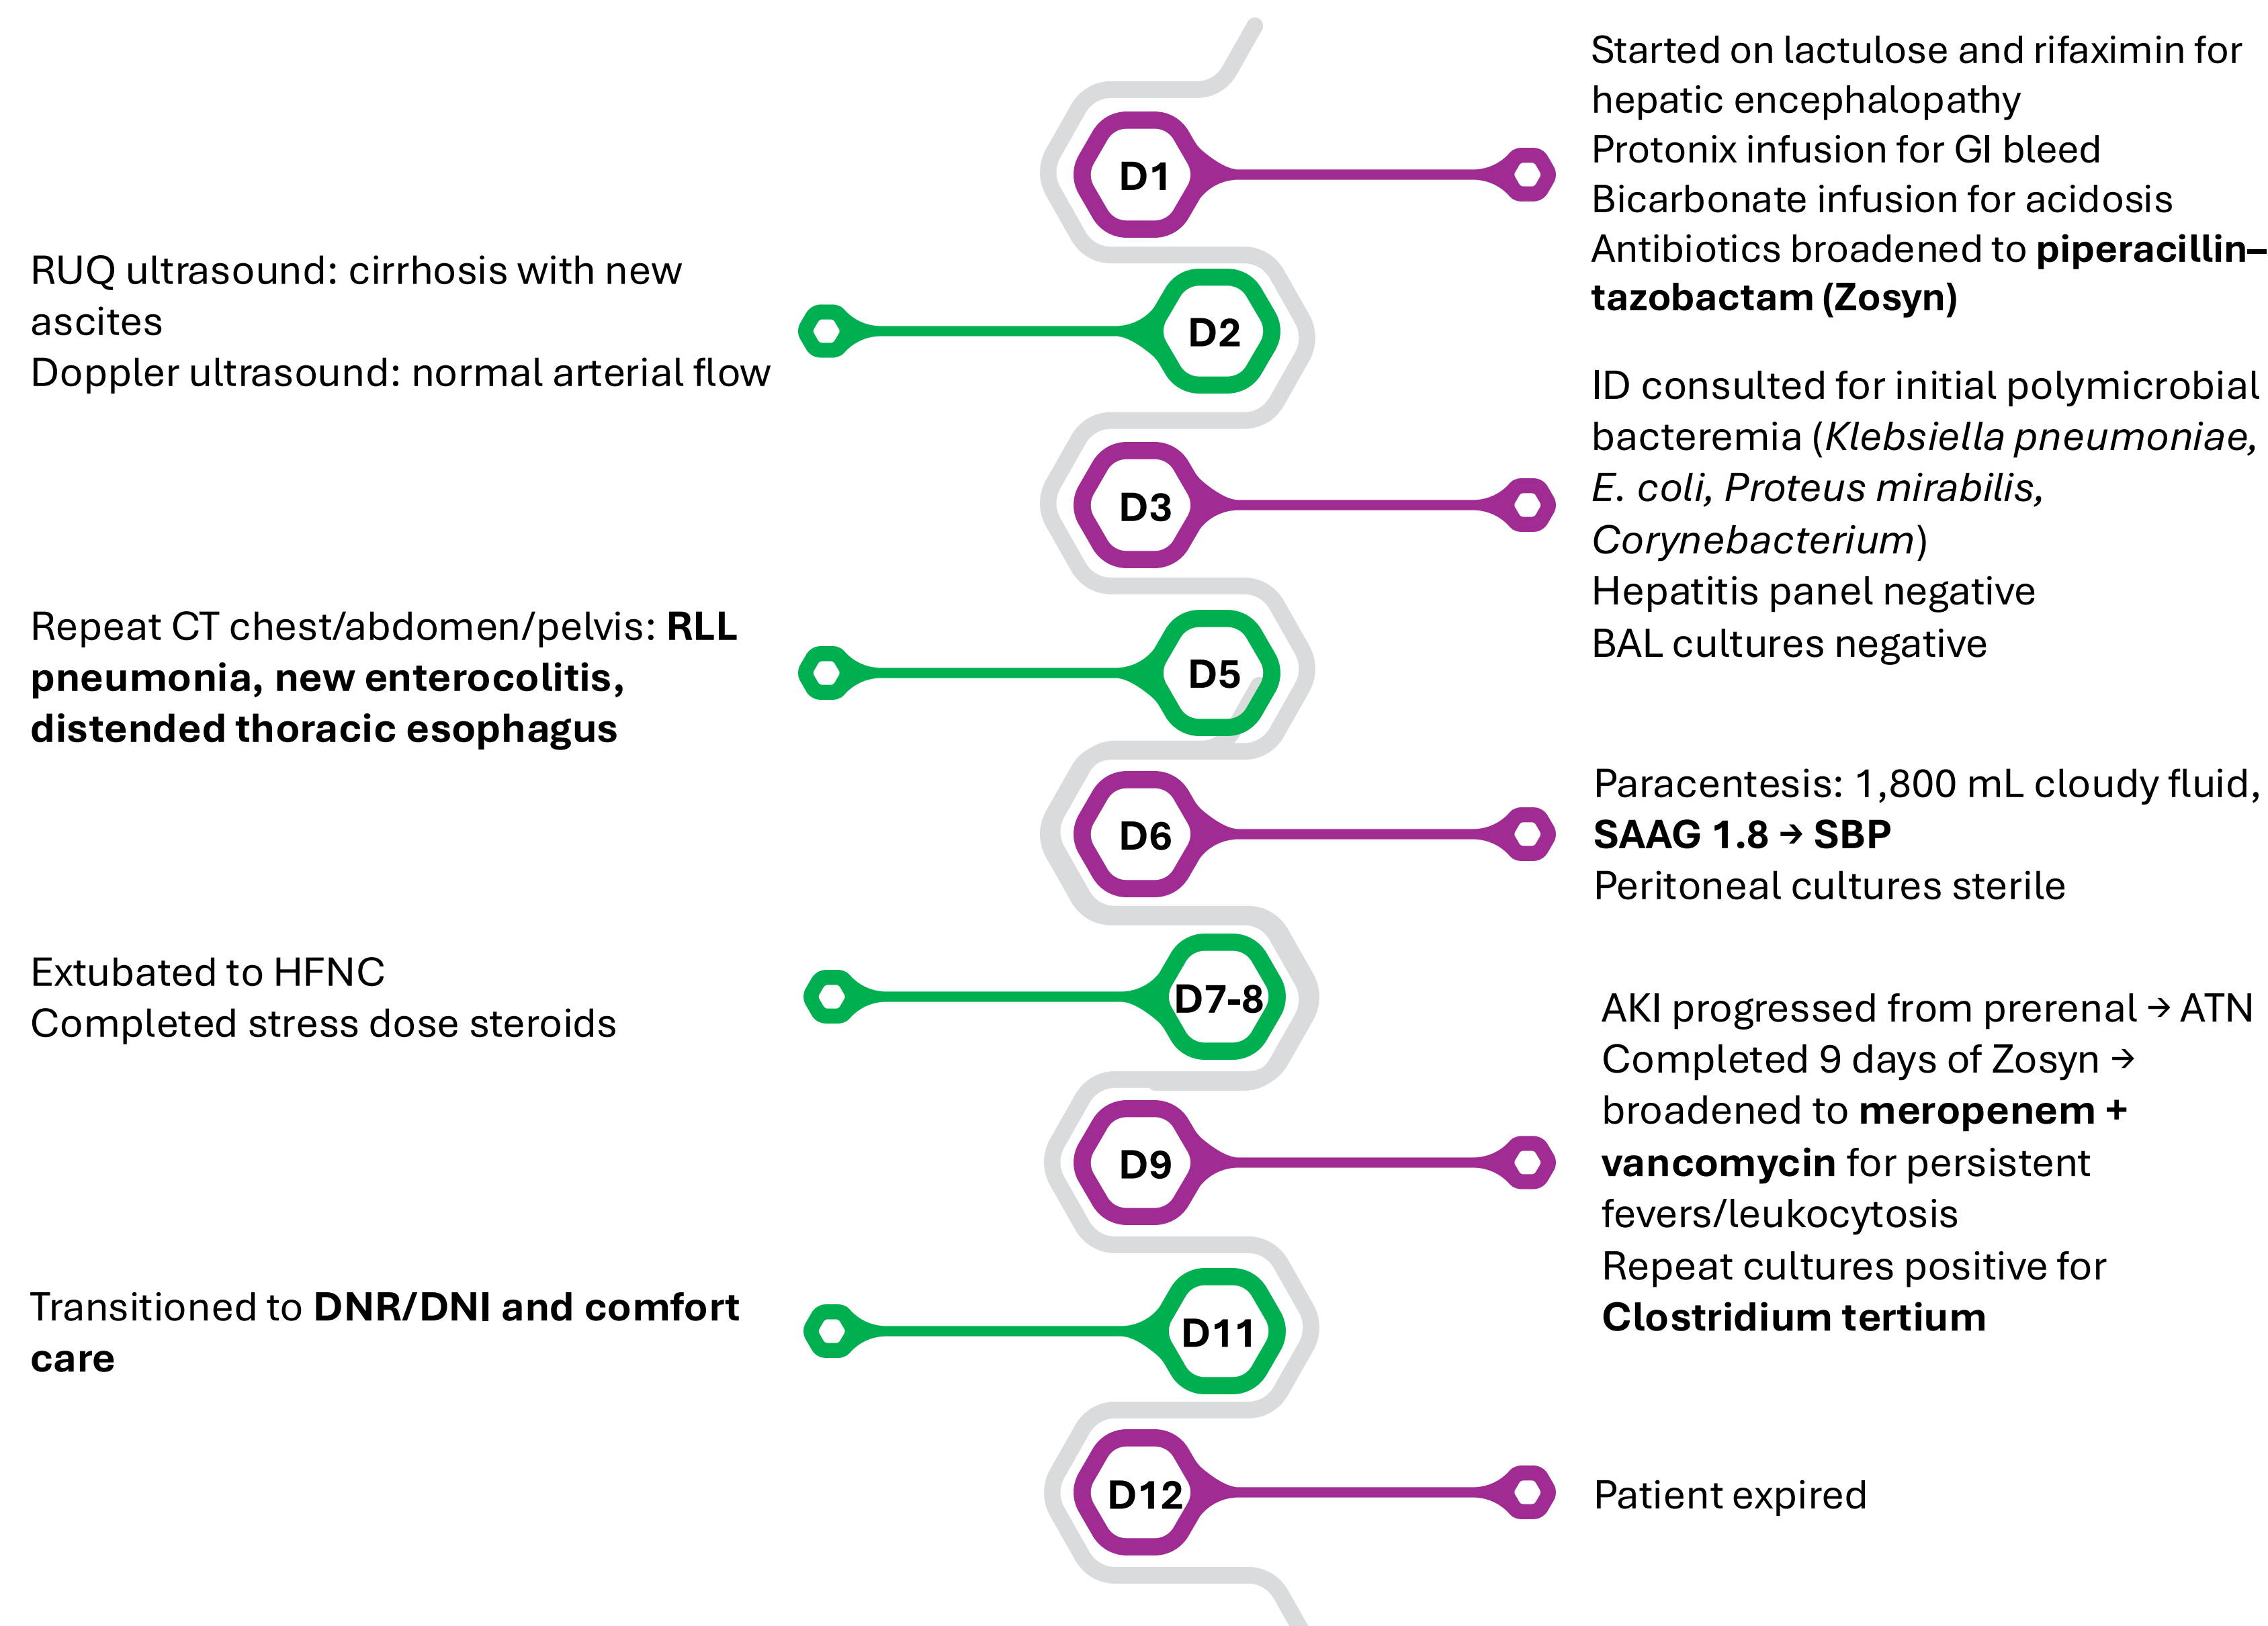 D1
Started on lactulose and rifaximin for
hepatic encephalopathy
Protonix infusion for GI bleed
Bicarbonate infusion for acidosis
Antibiotics broadened to piperacillin–
tazobactam (Zosyn)
D2
RUQ ultrasound: cirrhosis with new
ascites
Doppler ultrasound: normal arterial flow
D3
ID consulted for initial polymicrobial
bacteremia (Klebsiella pneumoniae,
E. coli, Proteus mirabilis,
Corynebacterium)
Hepatitis panel negative
BAL cultures negative
D5
Repeat CT chest/abdomen/pelvis: RLL
pneumonia, new enterocolitis,
distended thoracic esophagus
D6
Paracentesis: 1,800 mL cloudy fluid,
SAAG 1.8 → SBP
Peritoneal cultures sterile
D7-8
Extubated to HFNC
Completed stress dose steroids
D9
AKI progressed from prerenal → ATN
Completed 9 days of Zosyn →
broadened to meropenem +
vancomycin for persistent
fevers/leukocytosis
Repeat cultures positive for
Clostridium tertium
D11
Transitioned to DNR/DNI and comfort
care
D12
Patient expired